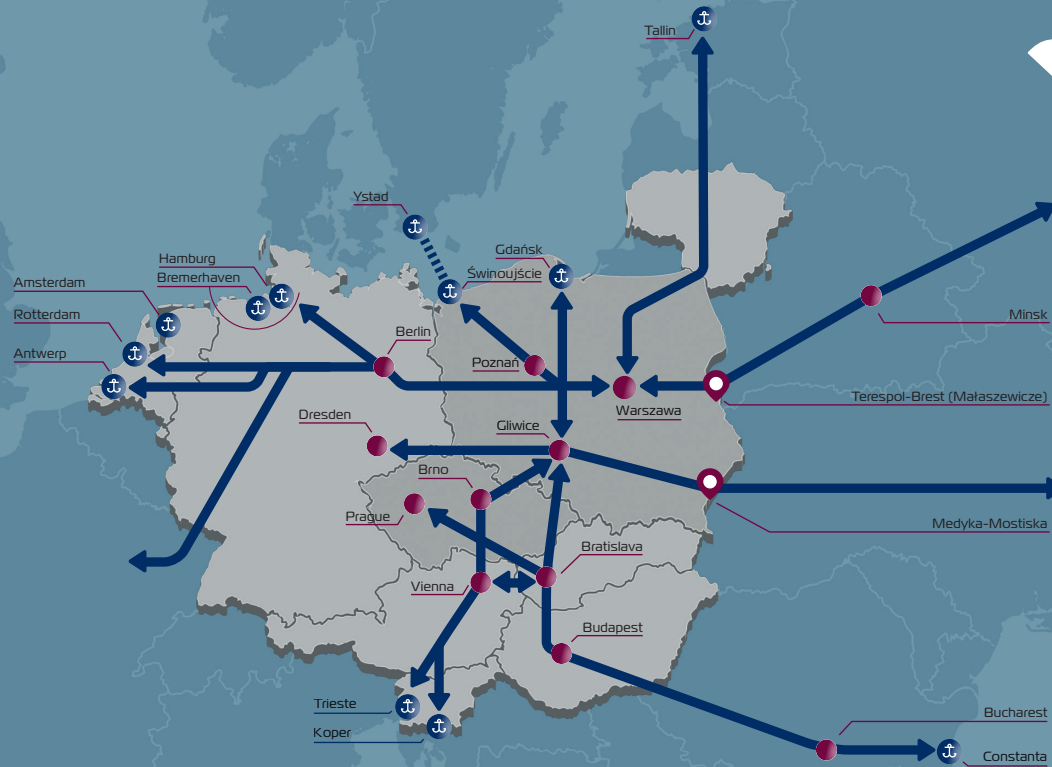 Tallin
Ystad
Gdańsk
Hamburg
Świnoujście
Bremerhaven
Amsterdam
Rotterdam
Minsk
Berlin
Antwerp
Poznań
Terespol-Brest (Małaszewicze)
Warszawa
Dresden
Gliwice
Brno
Prague
Medyka-Mostiska
Bratislava
Vienna
Budapest
Trieste
Bucharest
Koper
Constanta